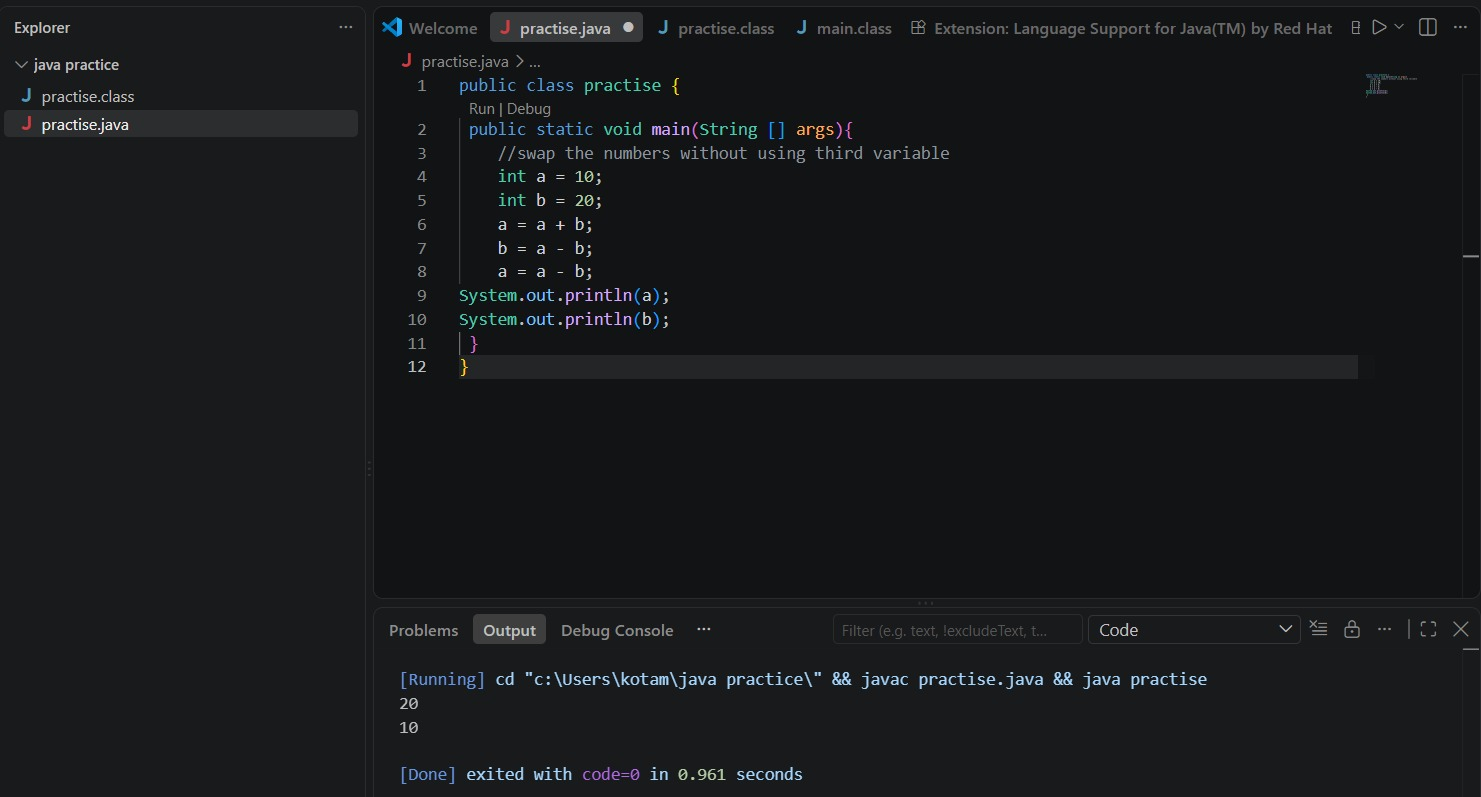 Explorer
java practice
practise.class
practise.java
Welcome practise.java practise.class main.class Extension: Language Support for Java(TM) by Red Hat
practise.java > ...
1 public class practise {
Run | Debug
2 public static void main(String [] args){
3 //swap the numbers without using third variable
4 int a = 10;
5 int b = 20;
6 a = a + b;
7 b = a - b;
8 a = a - b;
9 System.out.println(a);
10 System.out.println(b);
11 }
12 }
Problems Output Debug Console Filter (e.g. text, !excludeText, t... Code
[Running] cd "c:\Users\kotam\java practice\" && javac practise.java && java practise
20
10
[Done] exited with code=0 in 0.961 seconds